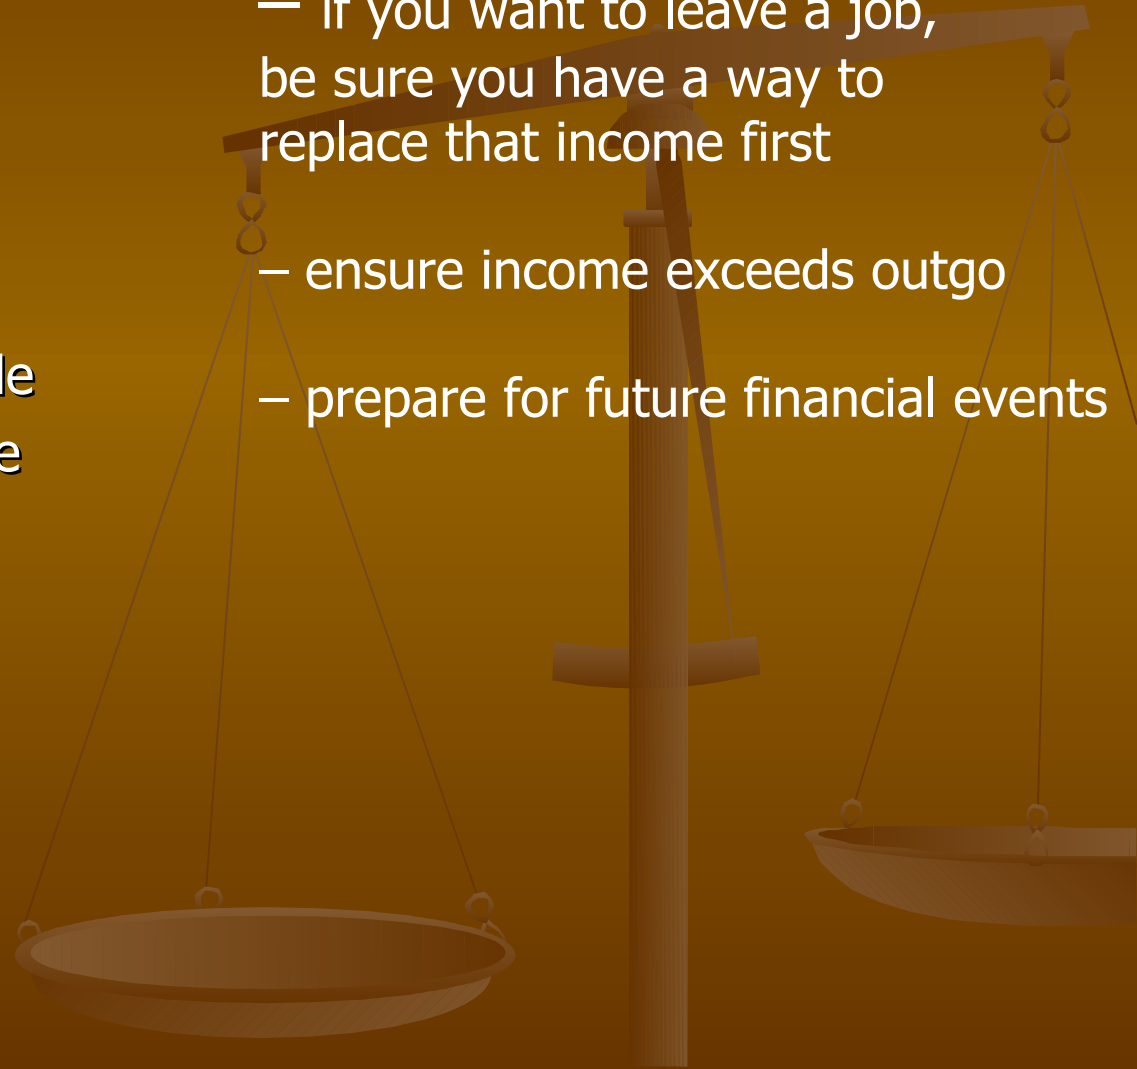 – if you want to leave a job,
be sure you have a way to
replace that income first
– ensure income exceeds outgo
– prepare for future financial events